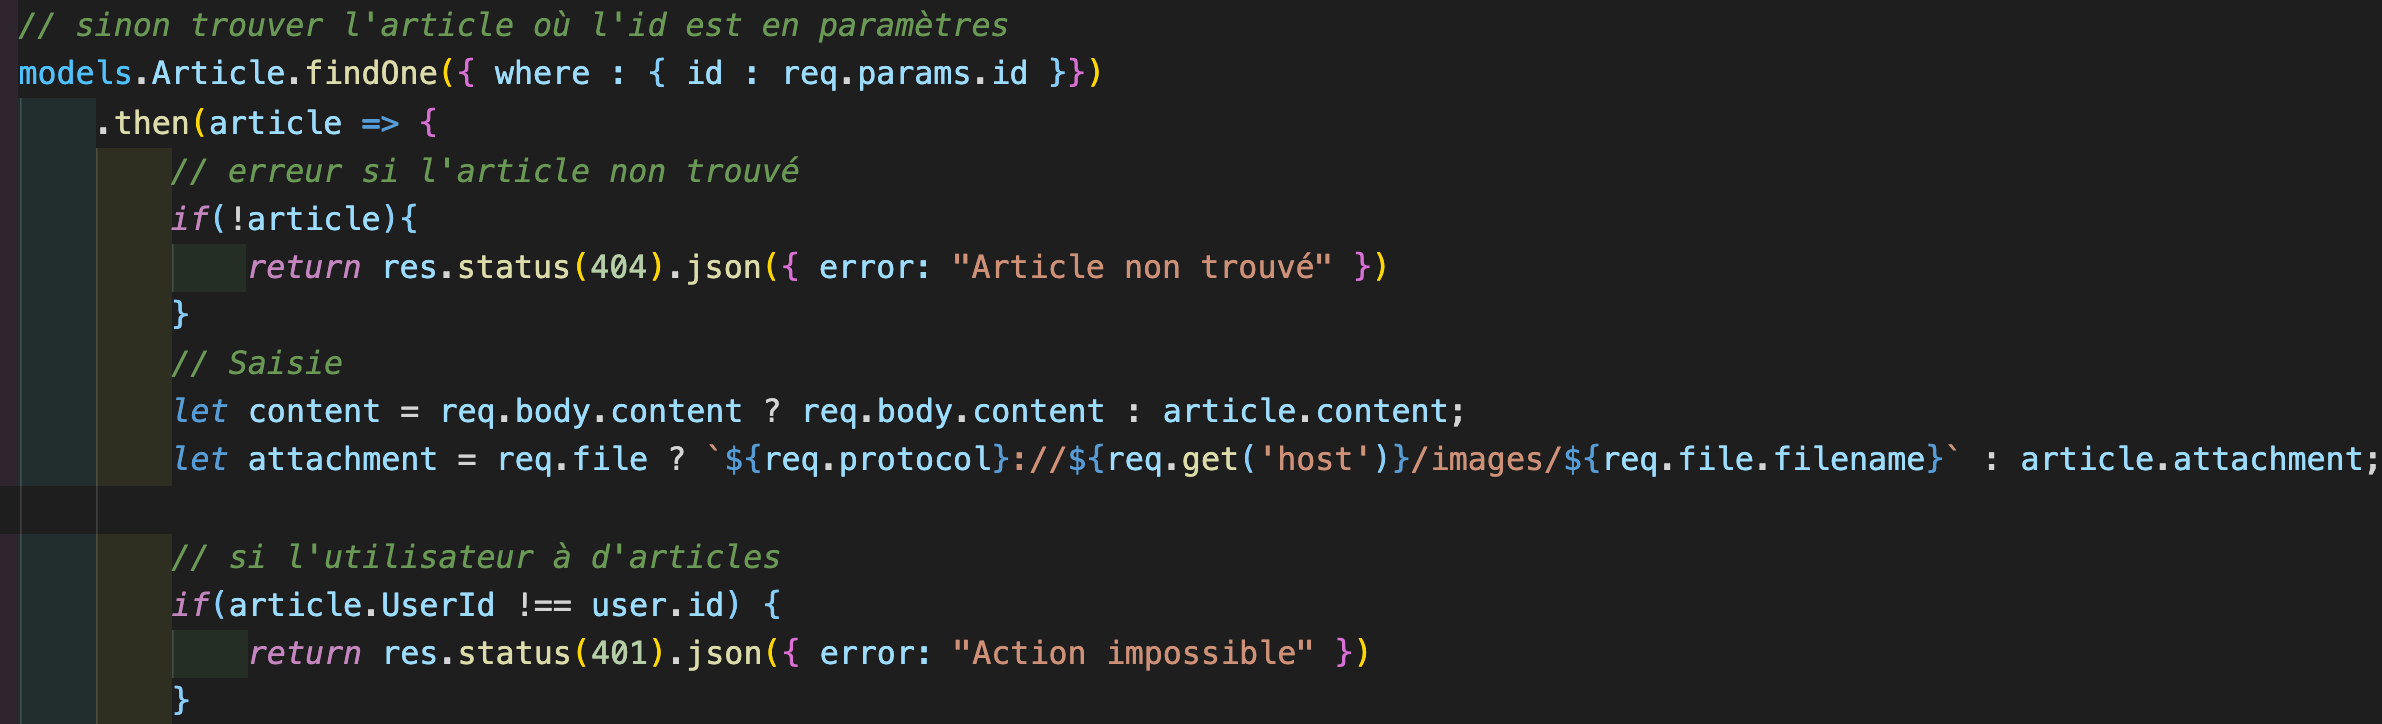 // sinon trouver l'article où l'id est en paramètres
models.Article.findOne({ where : { id : req.params.id }})
.then(article => {
// erreur si l'article non trouvé
if(!article){
return res.status(404).json({ error: "Article non trouvé" })
}
// Saisie
let content = req.body.content ? req.body.content : article.content;
let attachment = req.file ? `${req.protocol}://${req.get('host')}/images/${req.file.filename}` : article.attachment;
// si l'utilisateur à d'articles
if(article.UserId !== user.id) {
return res.status(401).json({ error: "Action impossible" })
}